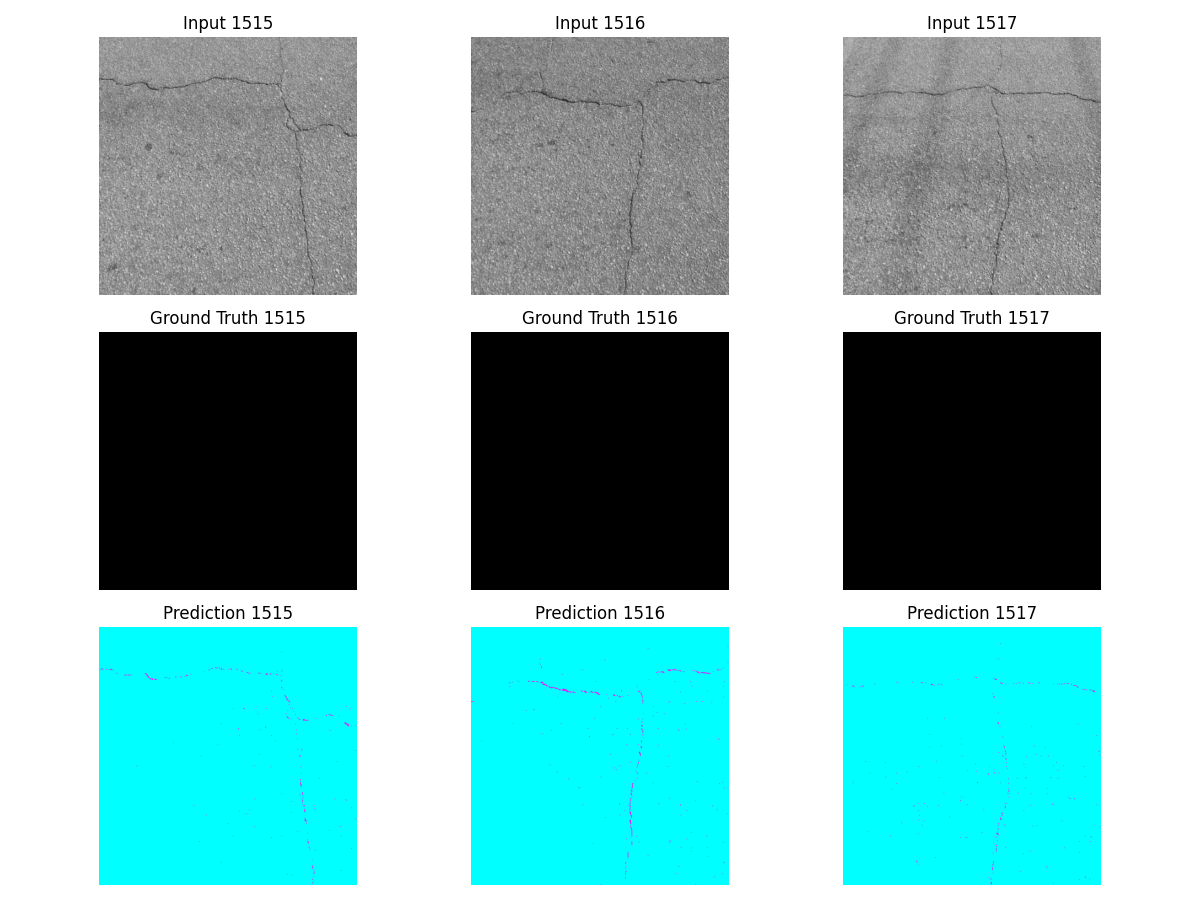 Input 1515
Input 1516
Input 1517
Ground Truth 1515
Ground Truth 1516
Ground Truth 1517
Prediction 1515
Prediction 1516
Prediction 1517